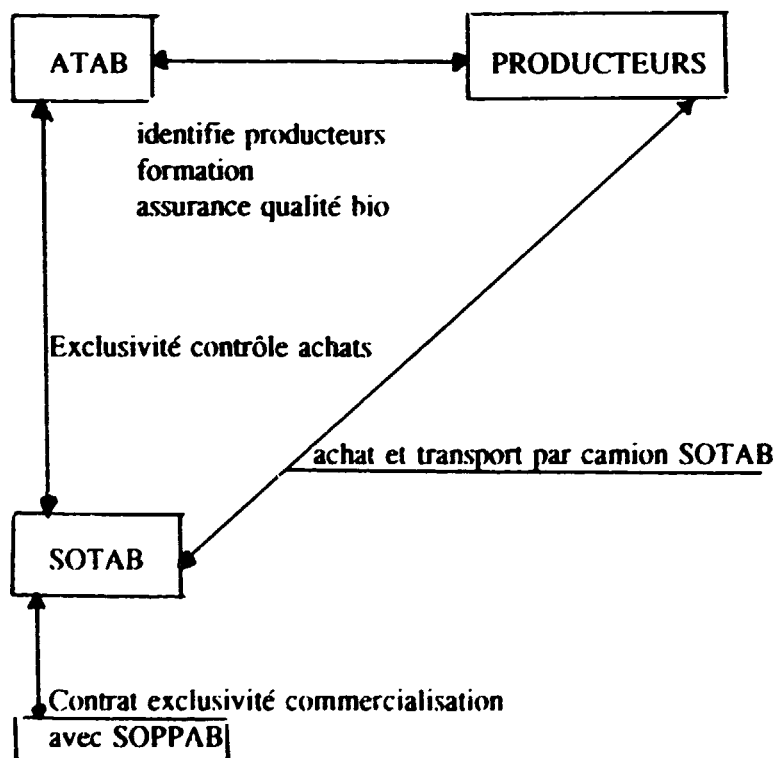 ATAB
PRODUCTEURS
identifie producteurs
formation
assurance qualité bio
Exclusivité contrôle achats
achat et transport par camion SOTAB
SOTAB
Contrat exclusivité commercialisation
avec SOPPAB